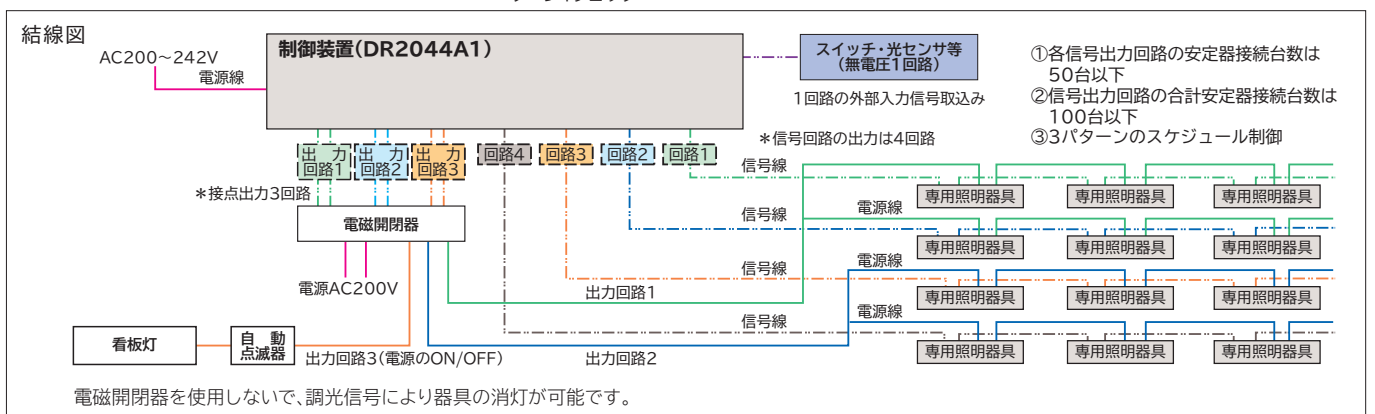 結線図
AC200～242V
電源線
制御装置(DR2044A1)
スイッチ・光センサ等
(無電圧1回路)
1回路の外部入力信号取込み
①各信号出力回路の安定器接続台数は
50台以下
②信号出力回路の合計安定器接続台数は
100台以下
③3パターンのスケジュール制御
＊信号回路の出力は4回路
出力
回路1
出力
回路2
出力
回路3
回路4
回路3
回路2
回路1
＊接点出力3回路
電磁開閉器
電源AC200V
信号線
専用照明器具
専用照明器具
専用照明器具
信号線
電源線
専用照明器具
専用照明器具
専用照明器具
信号線
電源線
専用照明器具
専用照明器具
専用照明器具
出力回路1
信号線
電源線
専用照明器具
専用照明器具
専用照明器具
看板灯
自動
点滅器
出力回路3(電源のON/OFF)
出力回路2
電磁開閉器を使用しないで、調光信号により器具の消灯が可能です。